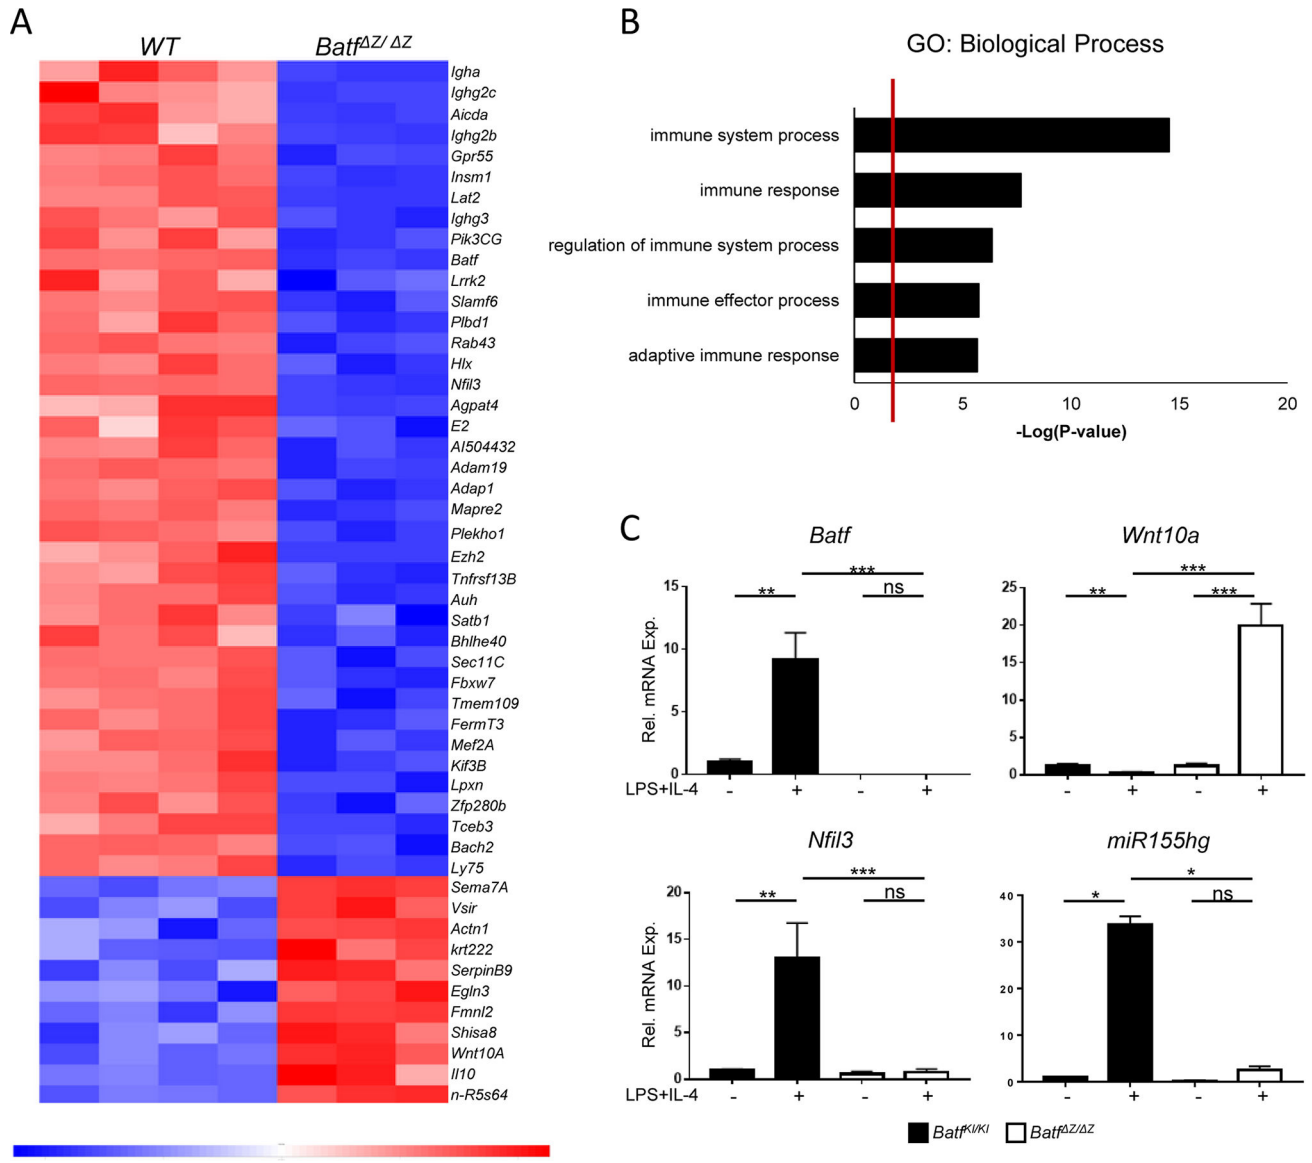 A
WT
Batf^ΔZ/ ΔZ
Igha
Ighg2c
Aicda
Ighg2b
Gpr55
Insm1
Lat2
Ighg3
Pik3CG
Batf
Lrrk2
Slamf6
Plbd1
Rab43
Hlx
Nfil3
Agpat4
E2
AI504432
Adam19
Adap1
Mapre2
Plekho1
Ezh2
Tnfrsf13B
Auh
Satb1
Bhlhe40
Sec11C
Fbxw7
Tmem109
FermT3
Mef2A
Kif3B
Lpxn
Zfp280b
Tceb3
Bach2
Ly75
Sema7A
Vsir
Actn1
krt222
SerpinB9
Egln3
Fmnl2
Shisa8
Wnt10A
Il10
n-R5s64
B
GO: Biological Process
immune system process
immune response
regulation of immune system process
immune effector process
adaptive immune response
0 5 10 15 20
-Log(P-value)
C
Batf
Rel. mRNA Exp.
15
10
5
0
** *** ns
LPS+IL-4 - + - +
Wnt10a
25
20
15
10
5
0
** *** ***
- + - +
Nfil3
Rel. mRNA Exp.
20
15
10
5
0
** *** ns
LPS+IL-4 - + - +
miR155hg
40
30
20
10
0
* * ns
- + - +
Batf^KI/KI Batf^ΔZ/ΔZ